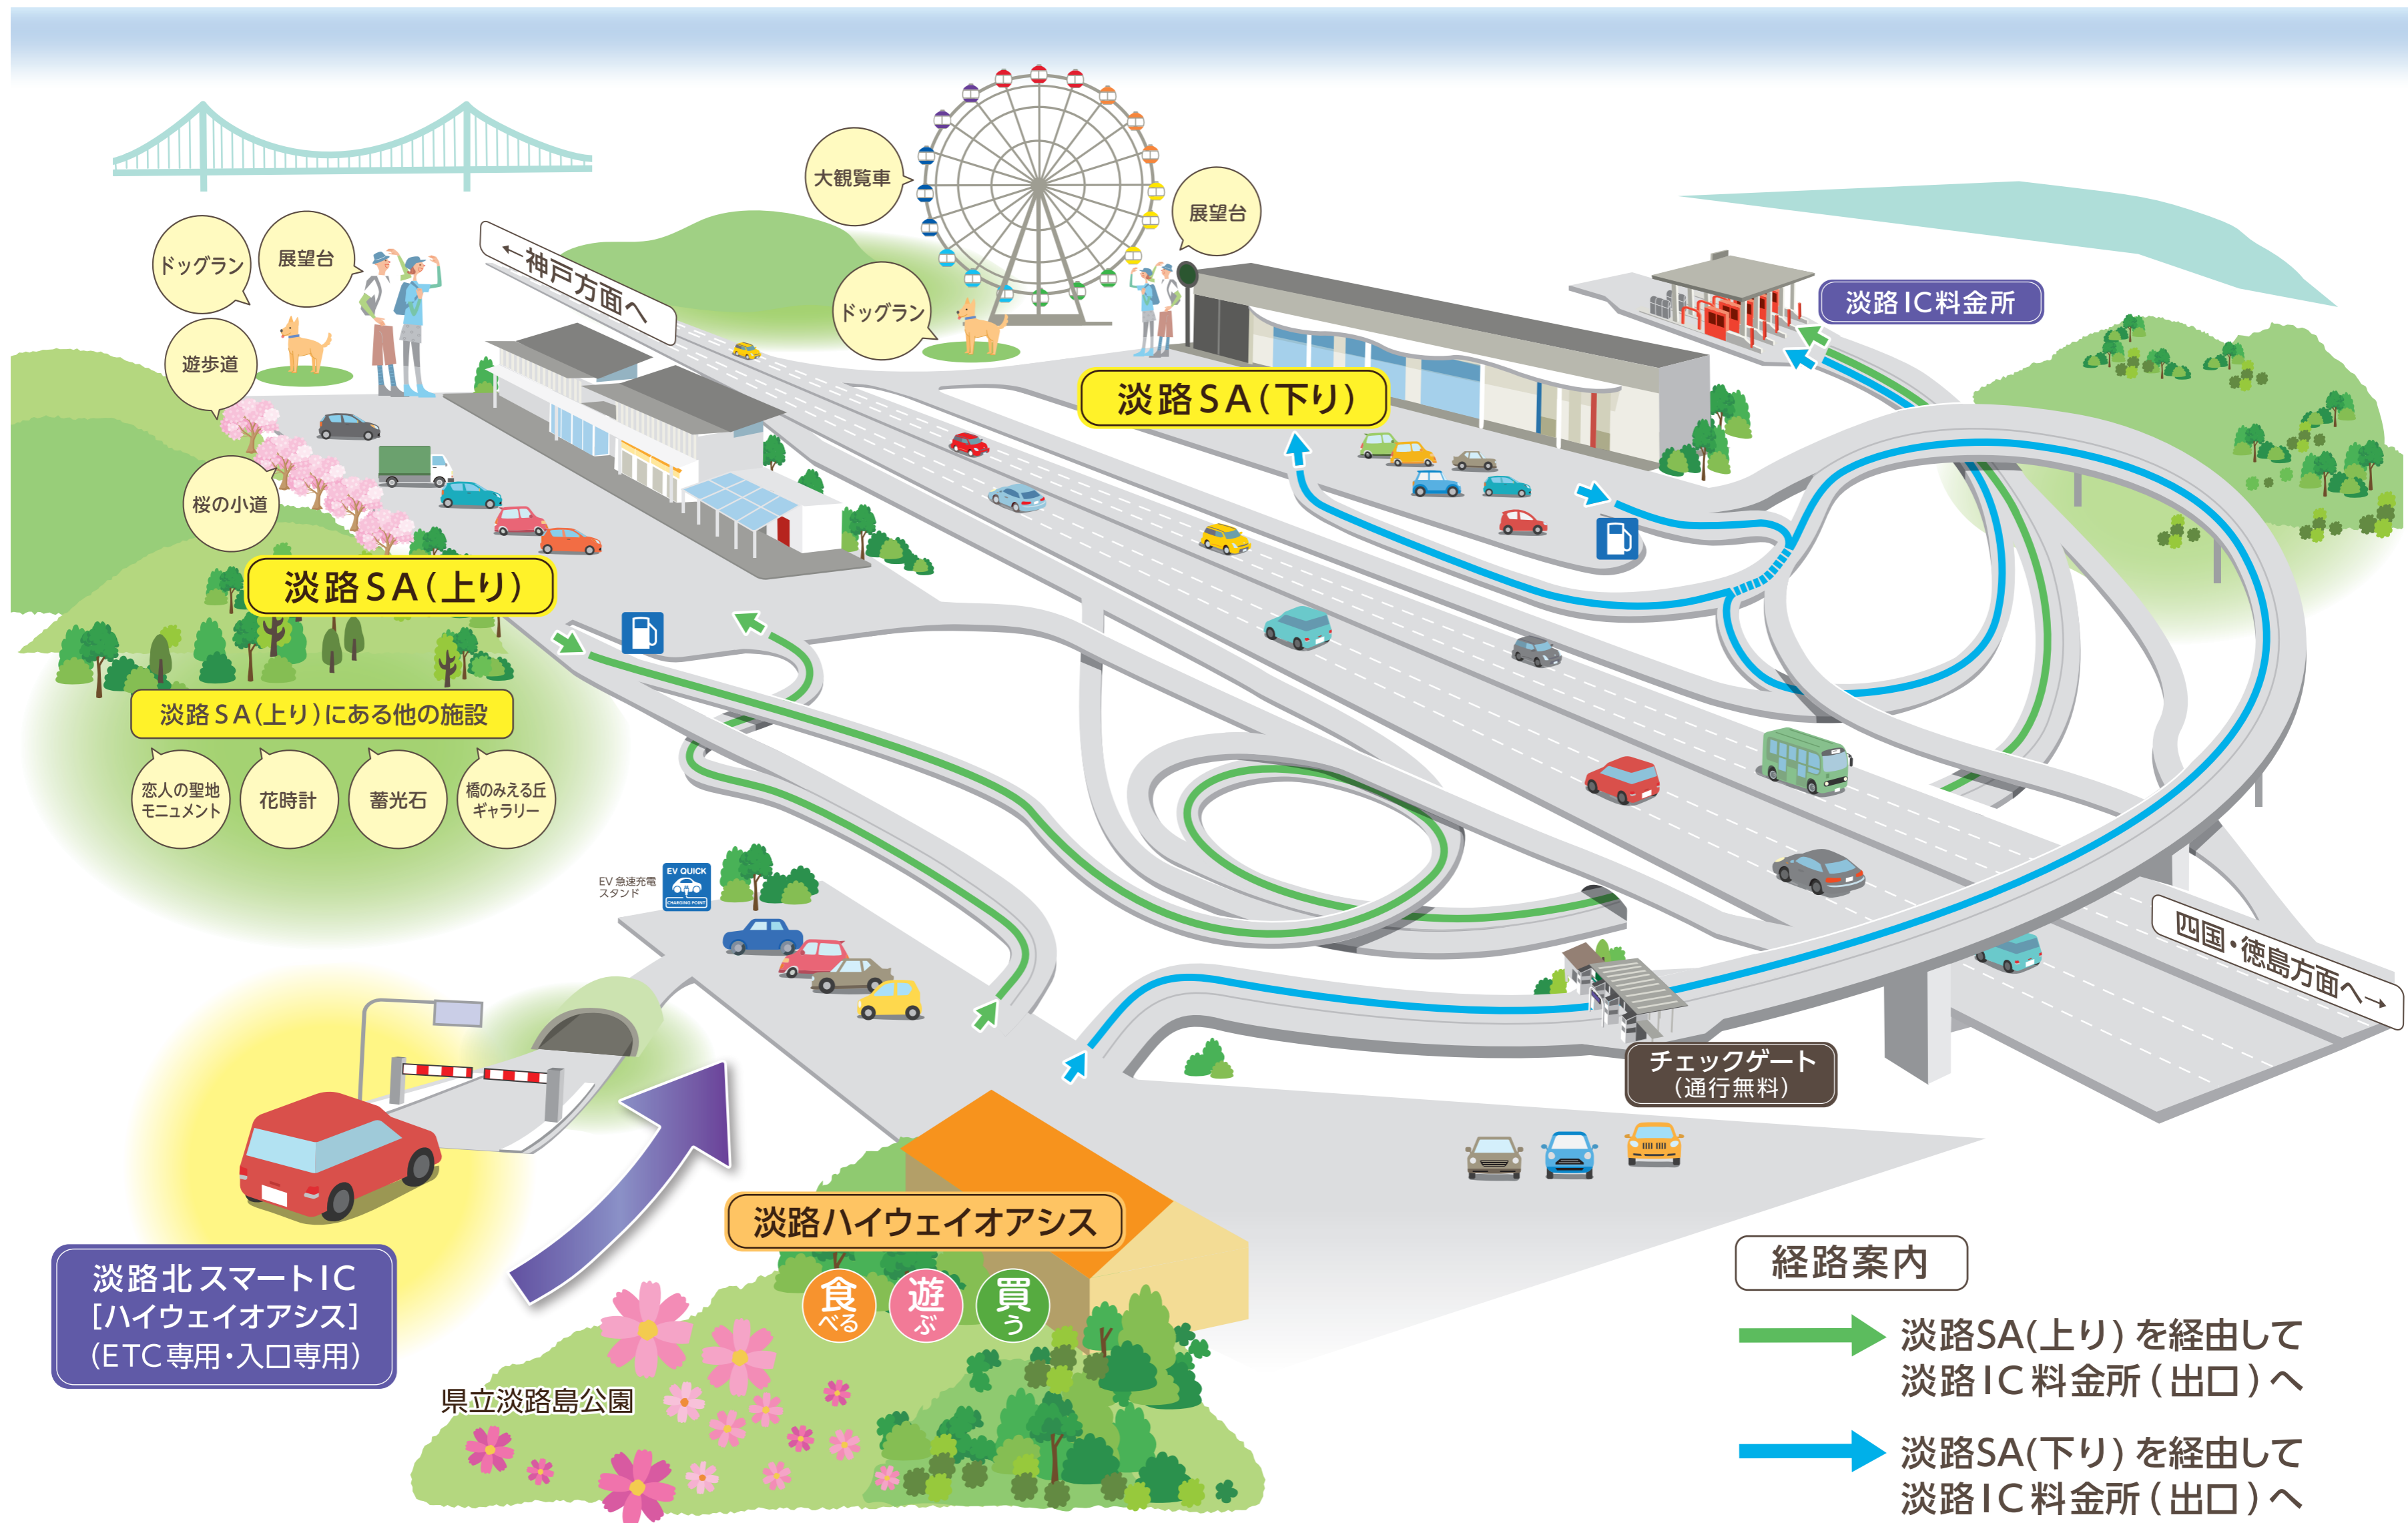 大観覧車
展望台
ドッグラン
展望台
←神戸方面へ
ドッグラン
淡路IC料金所
遊歩道
淡路SA(下り)
桜の小道
淡路SA(上り)
淡路SA(上り)にある他の施設
恋人の聖地
モニュメント
花時計
蓄光石
橋のみえる丘
ギャラリー
EV急速充電
スタンド
EV QUICK
CHARGING POINT
四国・徳島方面へ→
チェックゲート
(通行無料)
淡路ハイウェイオアシス
食べる
遊ぶ
買う
淡路北スマートIC
[ハイウェイオアシス]
(ETC専用・入口専用)
県立淡路島公園
経路案内
淡路SA(上り)を経由して
淡路IC料金所(出口)へ
淡路SA(下り)を経由して
淡路IC料金所(出口)へ